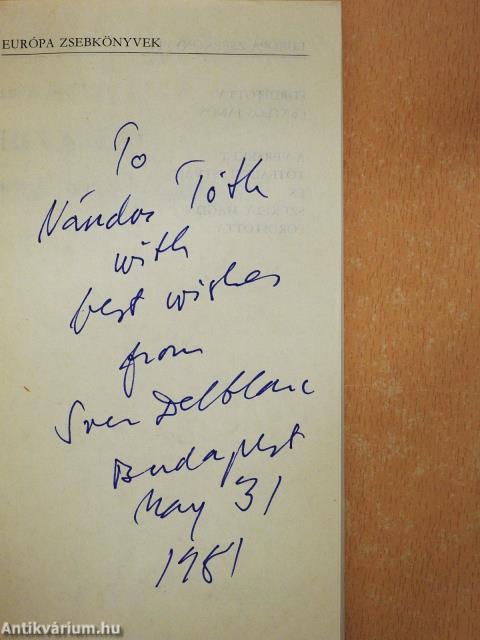 EURÓPA ZSEBKÖNYVEK
To
Nándor Tóth
with
best wishes
from
Sven Delblanc
Budapest
May 31
1981
Antikvárium.hu